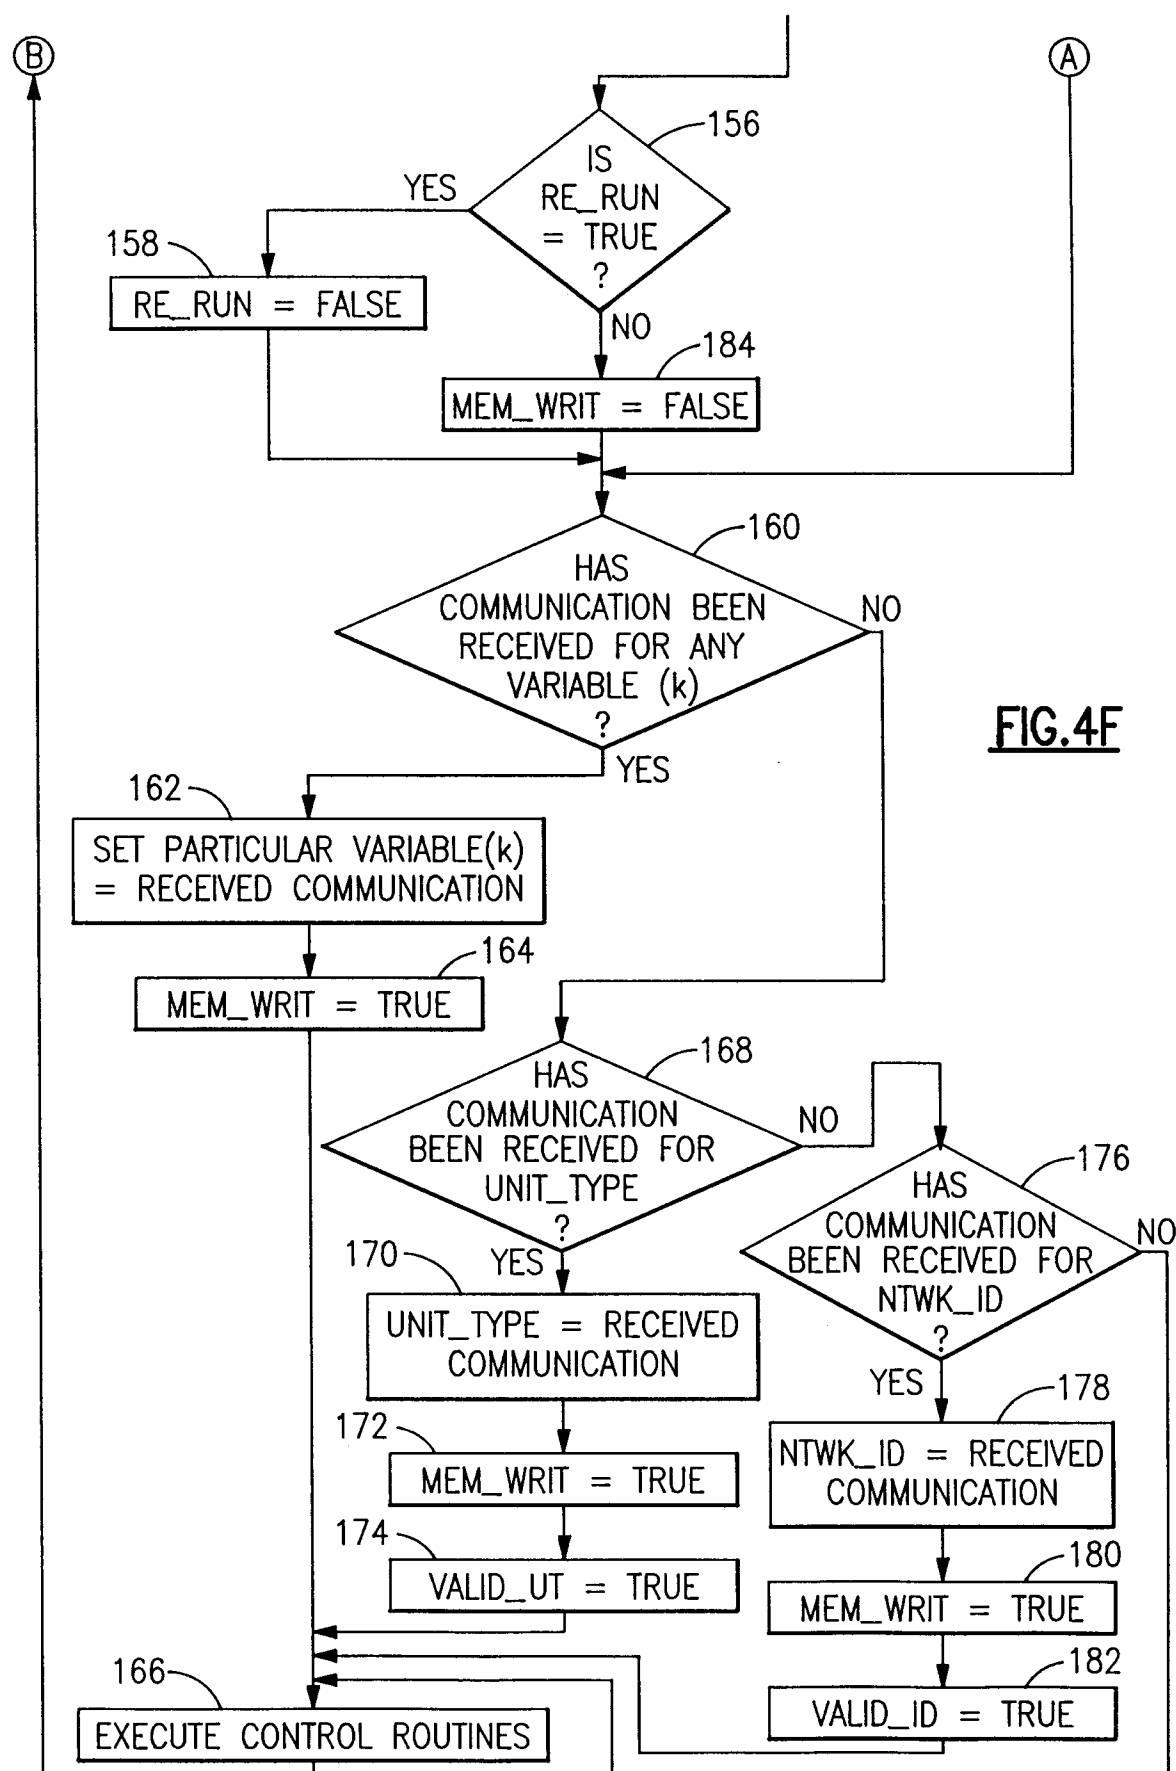 B
A
156
IS
RE_RUN
= TRUE
?
YES
158
RE_RUN = FALSE
NO
184
MEM_WRIT = FALSE
160
HAS
COMMUNICATION BEEN
RECEIVED FOR ANY
VARIABLE (k)
?
NO
YES
FIG.4F
162
SET PARTICULAR VARIABLE(k)
= RECEIVED COMMUNICATION
164
MEM_WRIT = TRUE
168
HAS
COMMUNICATION
BEEN RECEIVED FOR
UNIT_TYPE
?
NO
176
HAS
COMMUNICATION
BEEN RECEIVED FOR
NTWK_ID
?
NO
YES
170
UNIT_TYPE = RECEIVED
COMMUNICATION
YES
178
NTWK_ID = RECEIVED
COMMUNICATION
172
MEM_WRIT = TRUE
174
VALID_UT = TRUE
180
MEM_WRIT = TRUE
182
VALID_ID = TRUE
166
EXECUTE CONTROL ROUTINES